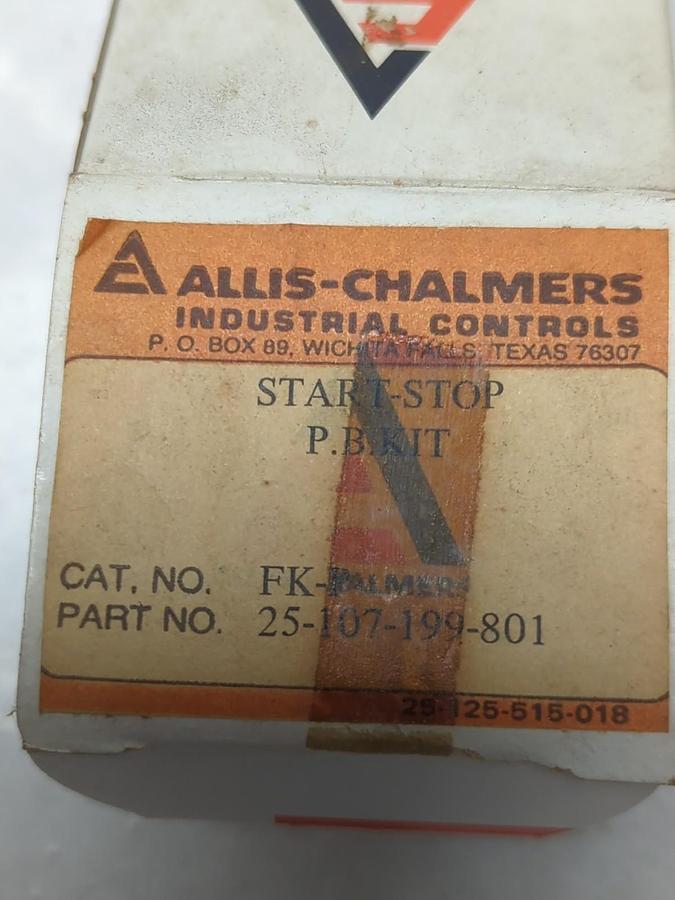 ALLIS-CHALMERS
INDUSTRIAL CONTROLS
P. O. BOX 89, WICHITA FALLS, TEXAS 76307
START-STOP
P.B.KIT
CAT. NO. FK-
PART NO. 25-107-199-801
25-125-515-018